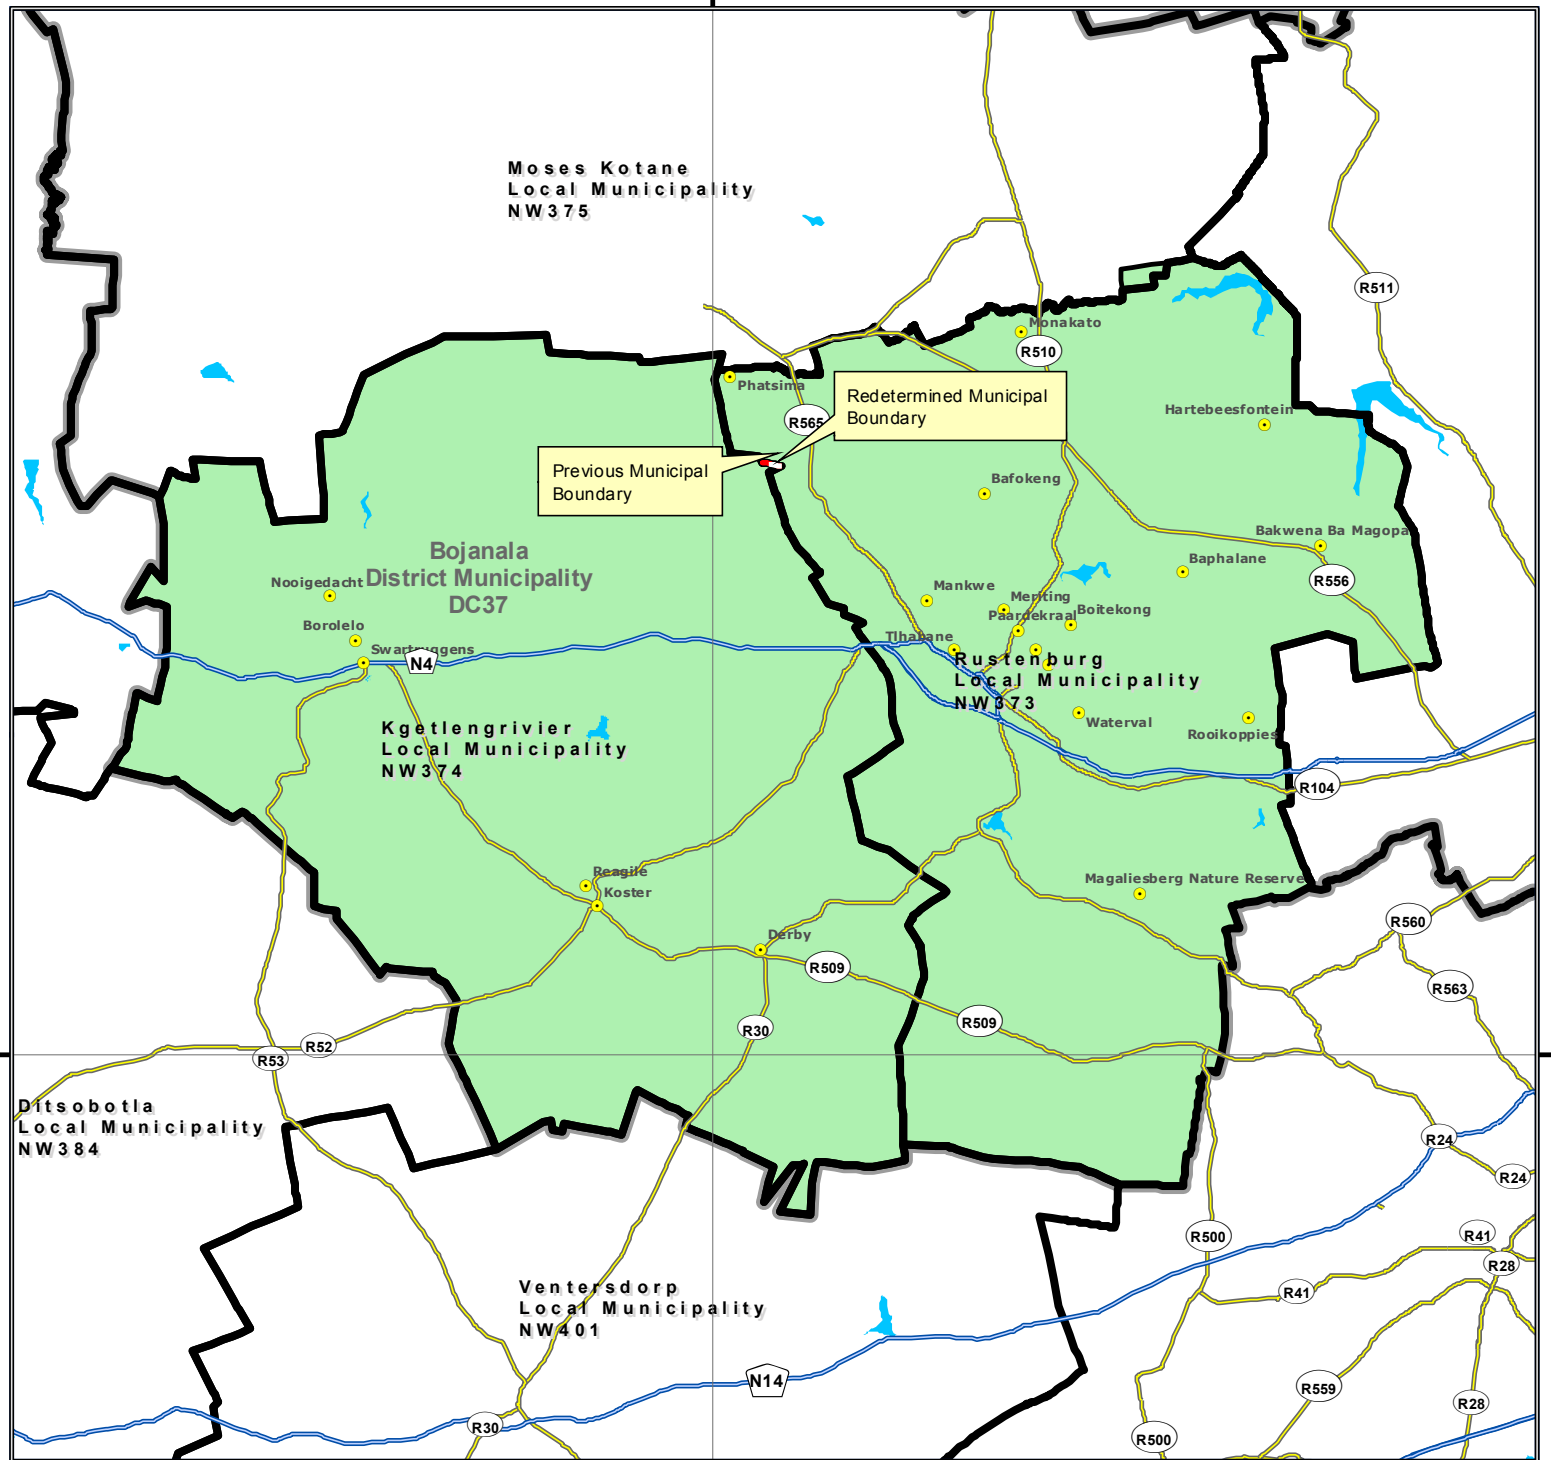 Moses Kotane
Local Municipality
NW375
R511
Monakato
R510
Phatsima
Redetermined Municipal
Boundary
R565
Hartebeesfontein
Previous Municipal
Boundary
Bafokeng
Bakwena Ba Magopa
Bojanala
District Municipality
DC37
Baphalane
Nooigedacht
R556
Mankwe
Meriting
Paardekraal
Boitekong
Borolelo
Tlhabane
Swartruggens
N4
Rustenburg
Local Municipality
NW373
Kgetlengrivier
Local Municipality
NW374
Waterval
Rooikoppies
R104
Reagile
Koster
Magaliesberg Nature Reserve
R560
Derby
R509
R563
R509
R30
R52
R53
Ditsobotla
Local Municipality
NW384
R24
R24
R500
R41
R28
R41
Ventersdorp
Local Municipality
NW401
N14
R559
R28
R30
R500